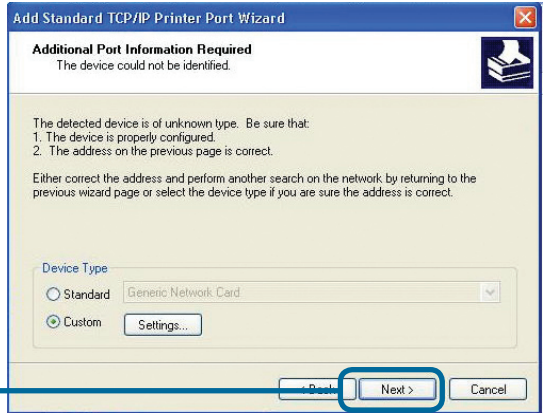 Add Standard TCP/IP Printer Port Wizard
Additional Port Information Required
The device could not be identified.
The detected device is of unknown type. Be sure that:
1. The device is properly configured.
2. The address on the previous page is correct.
Either correct the address and perform another search on the network by returning to the
previous wizard page or select the device type if you are sure the address is correct.
Device Type
Standard
Generic Network Card
Custom
Settings...
< Back
Next >
Cancel